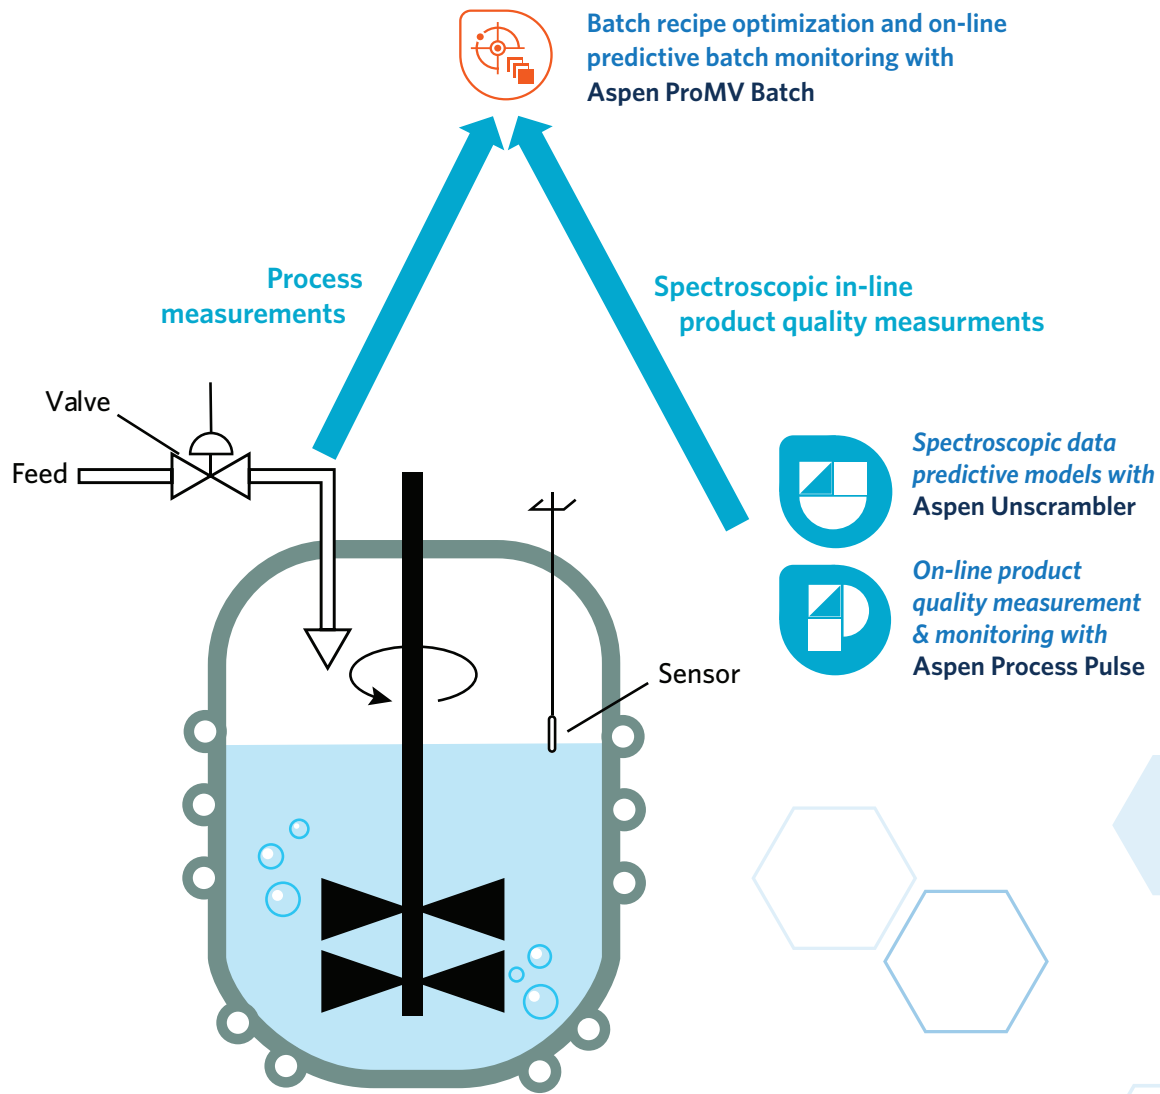 Batch recipe optimization and on-line
predictive batch monitoring with
Aspen ProMV Batch
Process
measurements
Spectroscopic in-line
product quality measurments
Valve
Feed
Spectroscopic data
predictive models with
Aspen Unscrambler
On-line product
quality measurement
& monitoring with
Aspen Process Pulse
Sensor